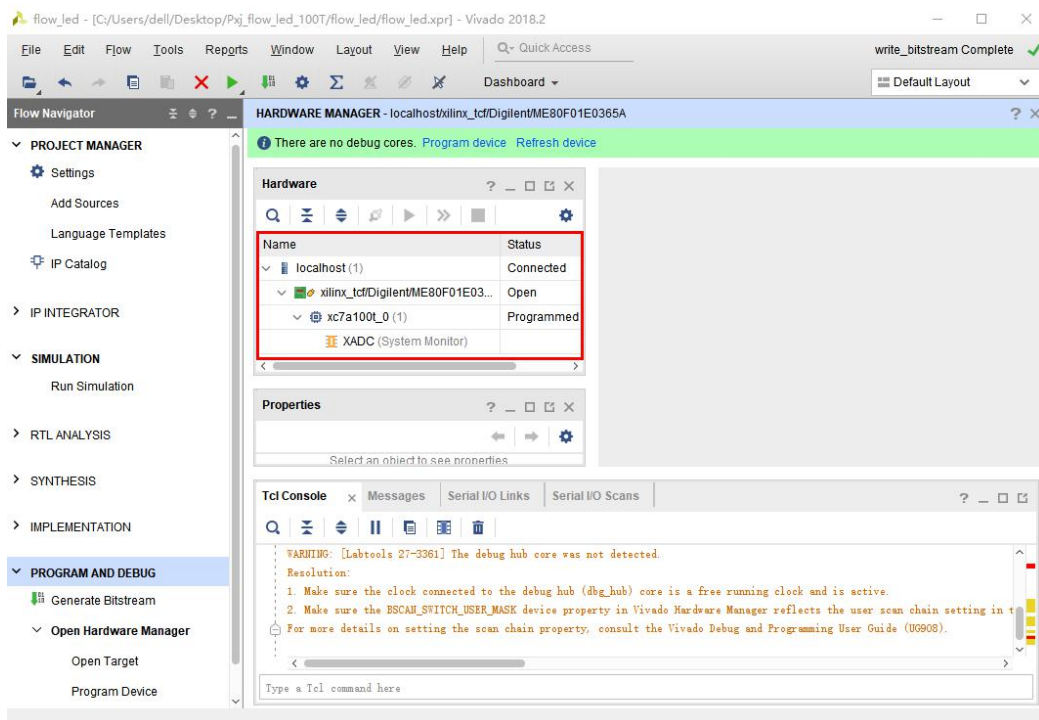 flow_led - [C:/Users/dell/Desktop/Pxj_flow_led_100T/flow_led/flow_led.xpr] - Vivado 2018.2
File Edit Flow Tools Reports Window Layout View Help Quick Access write_bitstream Complete
Dashboard Default Layout
Flow Navigator
PROJECT MANAGER
Settings
Add Sources
Language Templates
IP Catalog
IP INTEGRATOR
SIMULATION
Run Simulation
RTL ANALYSIS
SYNTHESIS
IMPLEMENTATION
PROGRAM AND DEBUG
Generate Bitstream
Open Hardware Manager
Open Target
Program Device
HARDWARE MANAGER - localhost/xilinx_tcf/Digilent/ME80F01E0365A
There are no debug cores. Program device Refresh device
Hardware
Name Status
localhost (1) Connected
xilinx_tcf/Digilent/ME80F01E03... Open
xc7a100t_0 (1) Programmed
XADC (System Monitor)
Properties
Select an object to see properties
Tcl Console Messages Serial I/O Links Serial I/O Scans
WARNING: [Labtools 27-3361] The debug hub core was not detected.
Resolution:
1. Make sure the clock connected to the debug hub (dbg_hub) core is a free running clock and is active.
2. Make sure the BSCAN_SWITCH_USER_MASK device property in Vivado Hardware Manager reflects the user scan chain setting in t
For more details on setting the scan chain property, consult the Vivado Debug and Programming User Guide (UG908).
Type a Tcl command here